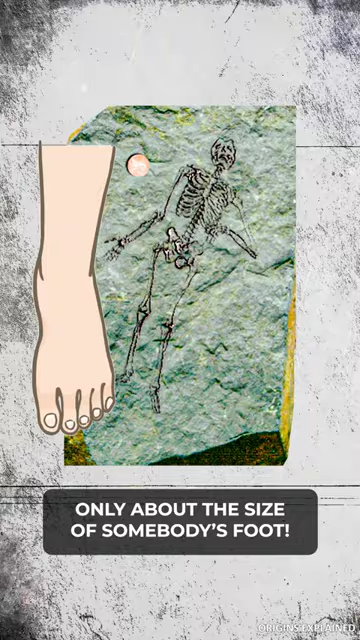 ONLY ABOUT THE SIZE
OF SOMEBODY'S FOOT!
ORIGINS EXPLAINED